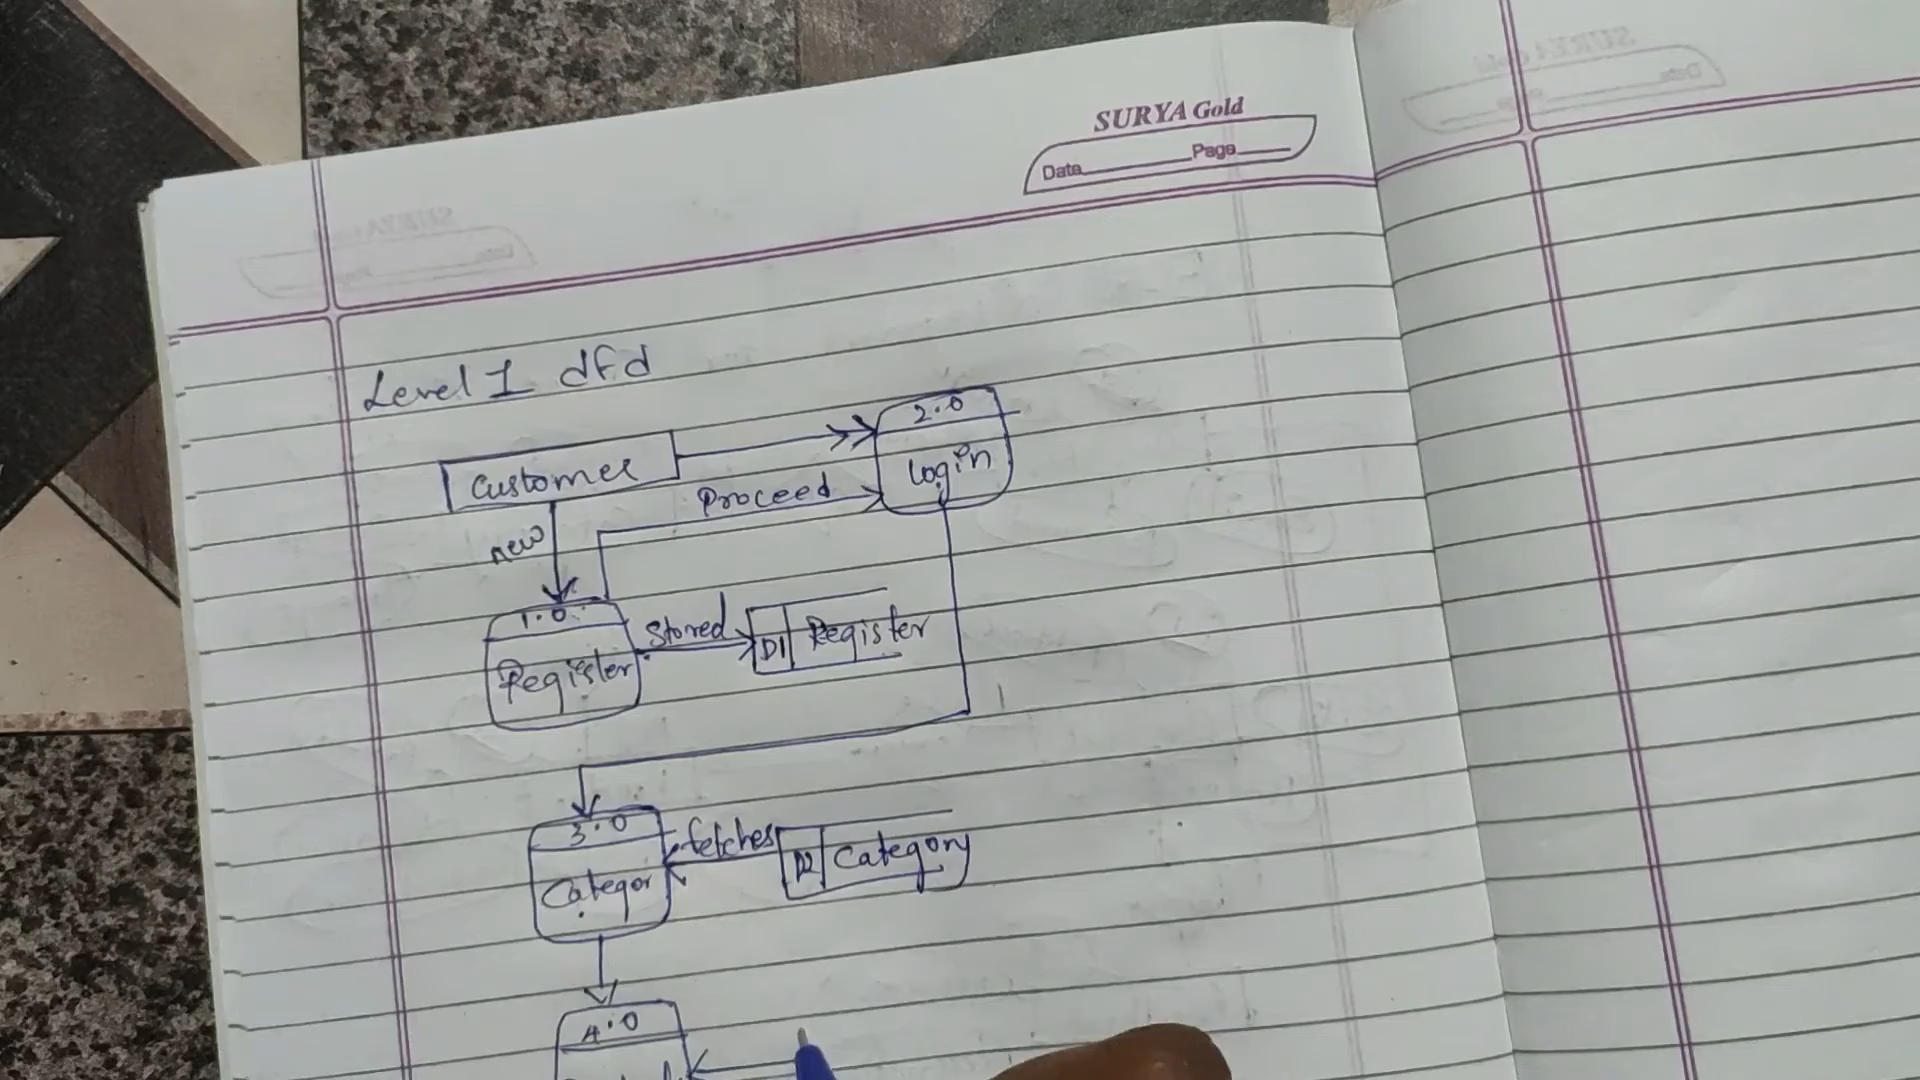 SURYA Gold
Date Page
Level 1 dfd
2.0
Customer
Login
Proceed
new
1.0
Stored
D1 Register
Register
3.0
fetches
D2 Category
Categor
4.0